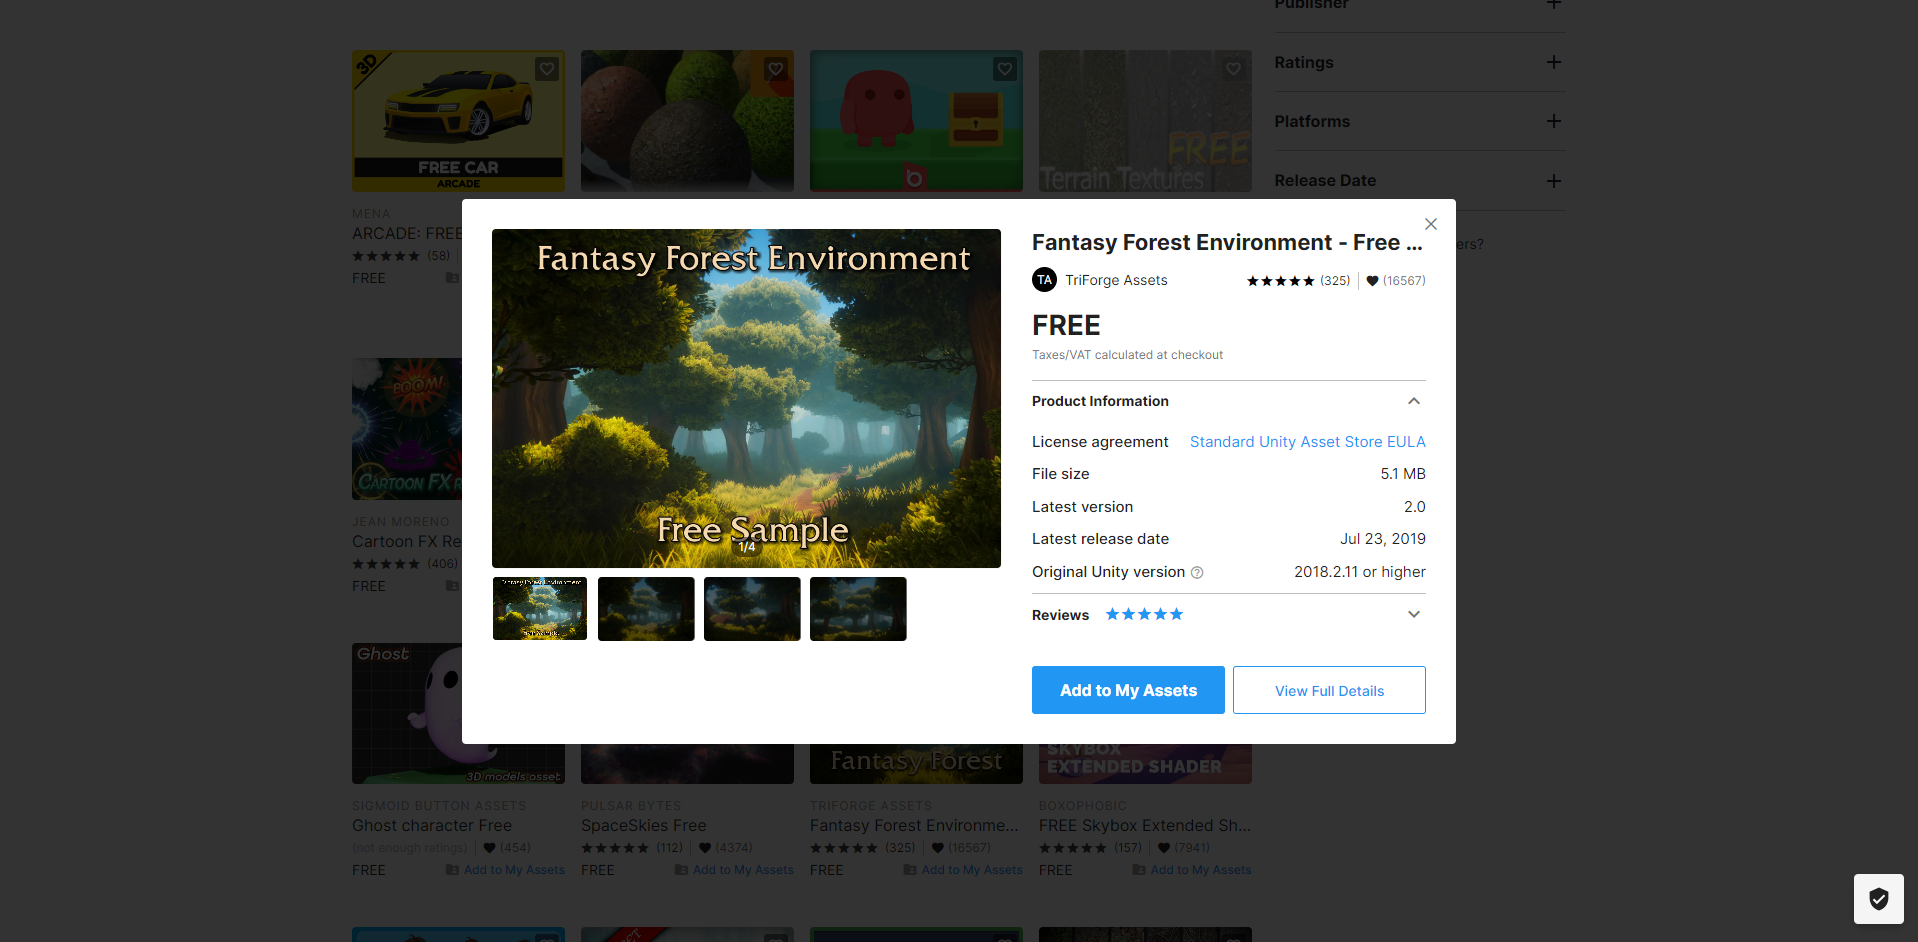 Publisher
Ratings
Platforms
Release Date
ers?
3D
FREE CAR
ARCADE
b
FREE
Terrain Textures
MENA
ARCADE: FREE
(58)
FREE
BOOM!
CARTOON FX R
JEAN MORENO
Cartoon FX Re
(406)
FREE
Fantasy Forest Environment
Free Sample
1/4
Fantasy Forest Environment - Free ...
TA
TriForge Assets
(325)
(16567)
FREE
Taxes/VAT calculated at checkout
Product Information
License agreement
Standard Unity Asset Store EULA
File size
5.1 MB
Latest version
2.0
Latest release date
Jul 23, 2019
Original Unity version
2018.2.11 or higher
Reviews
Add to My Assets
View Full Details
Ghost
3D models asset
Fantasy Forest
SKYBOX
EXTENDED SHADER
SIGMOID BUTTON ASSETS
Ghost character Free
(not enough ratings)
(454)
FREE
Add to My Assets
PULSAR BYTES
SpaceSkies Free
(112)
(4374)
FREE
Add to My Assets
TRIFORGE ASSETS
Fantasy Forest Environme...
(325)
(16567)
FREE
Add to My Assets
BOXOPHOBIC
FREE Skybox Extended Sh...
(157)
(7941)
FREE
Add to My Assets